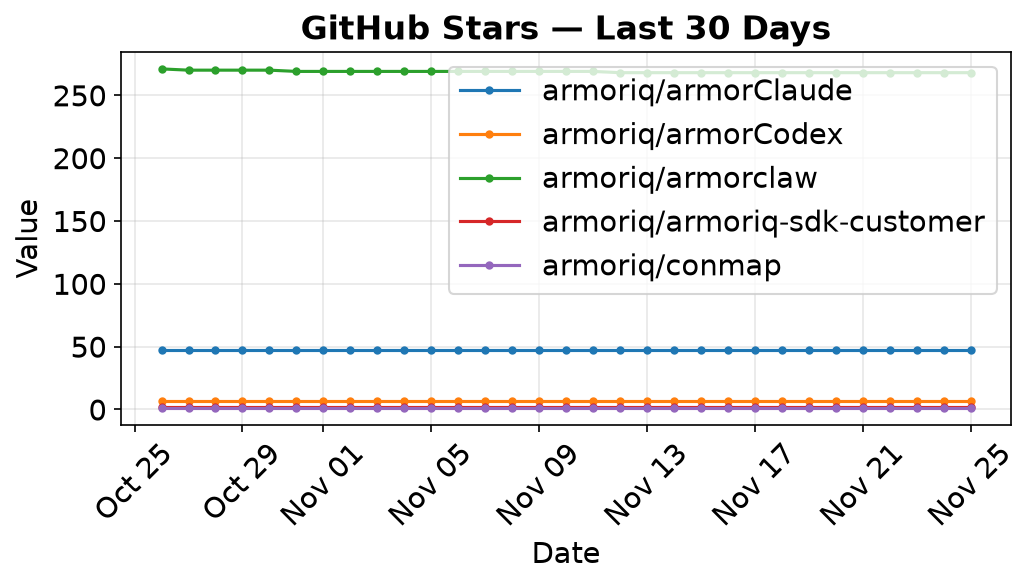 GitHub Stars — Last 30 Days
Value
250
200
150
100
50
0
armoriq/armorClaude
armoriq/armorCodex
armoriq/armorclaw
armoriq/armoriq-sdk-customer
armoriq/conmap
Oct 25
Oct 29
Nov 01
Nov 05
Nov 09
Nov 13
Nov 17
Nov 21
Nov 25
Date